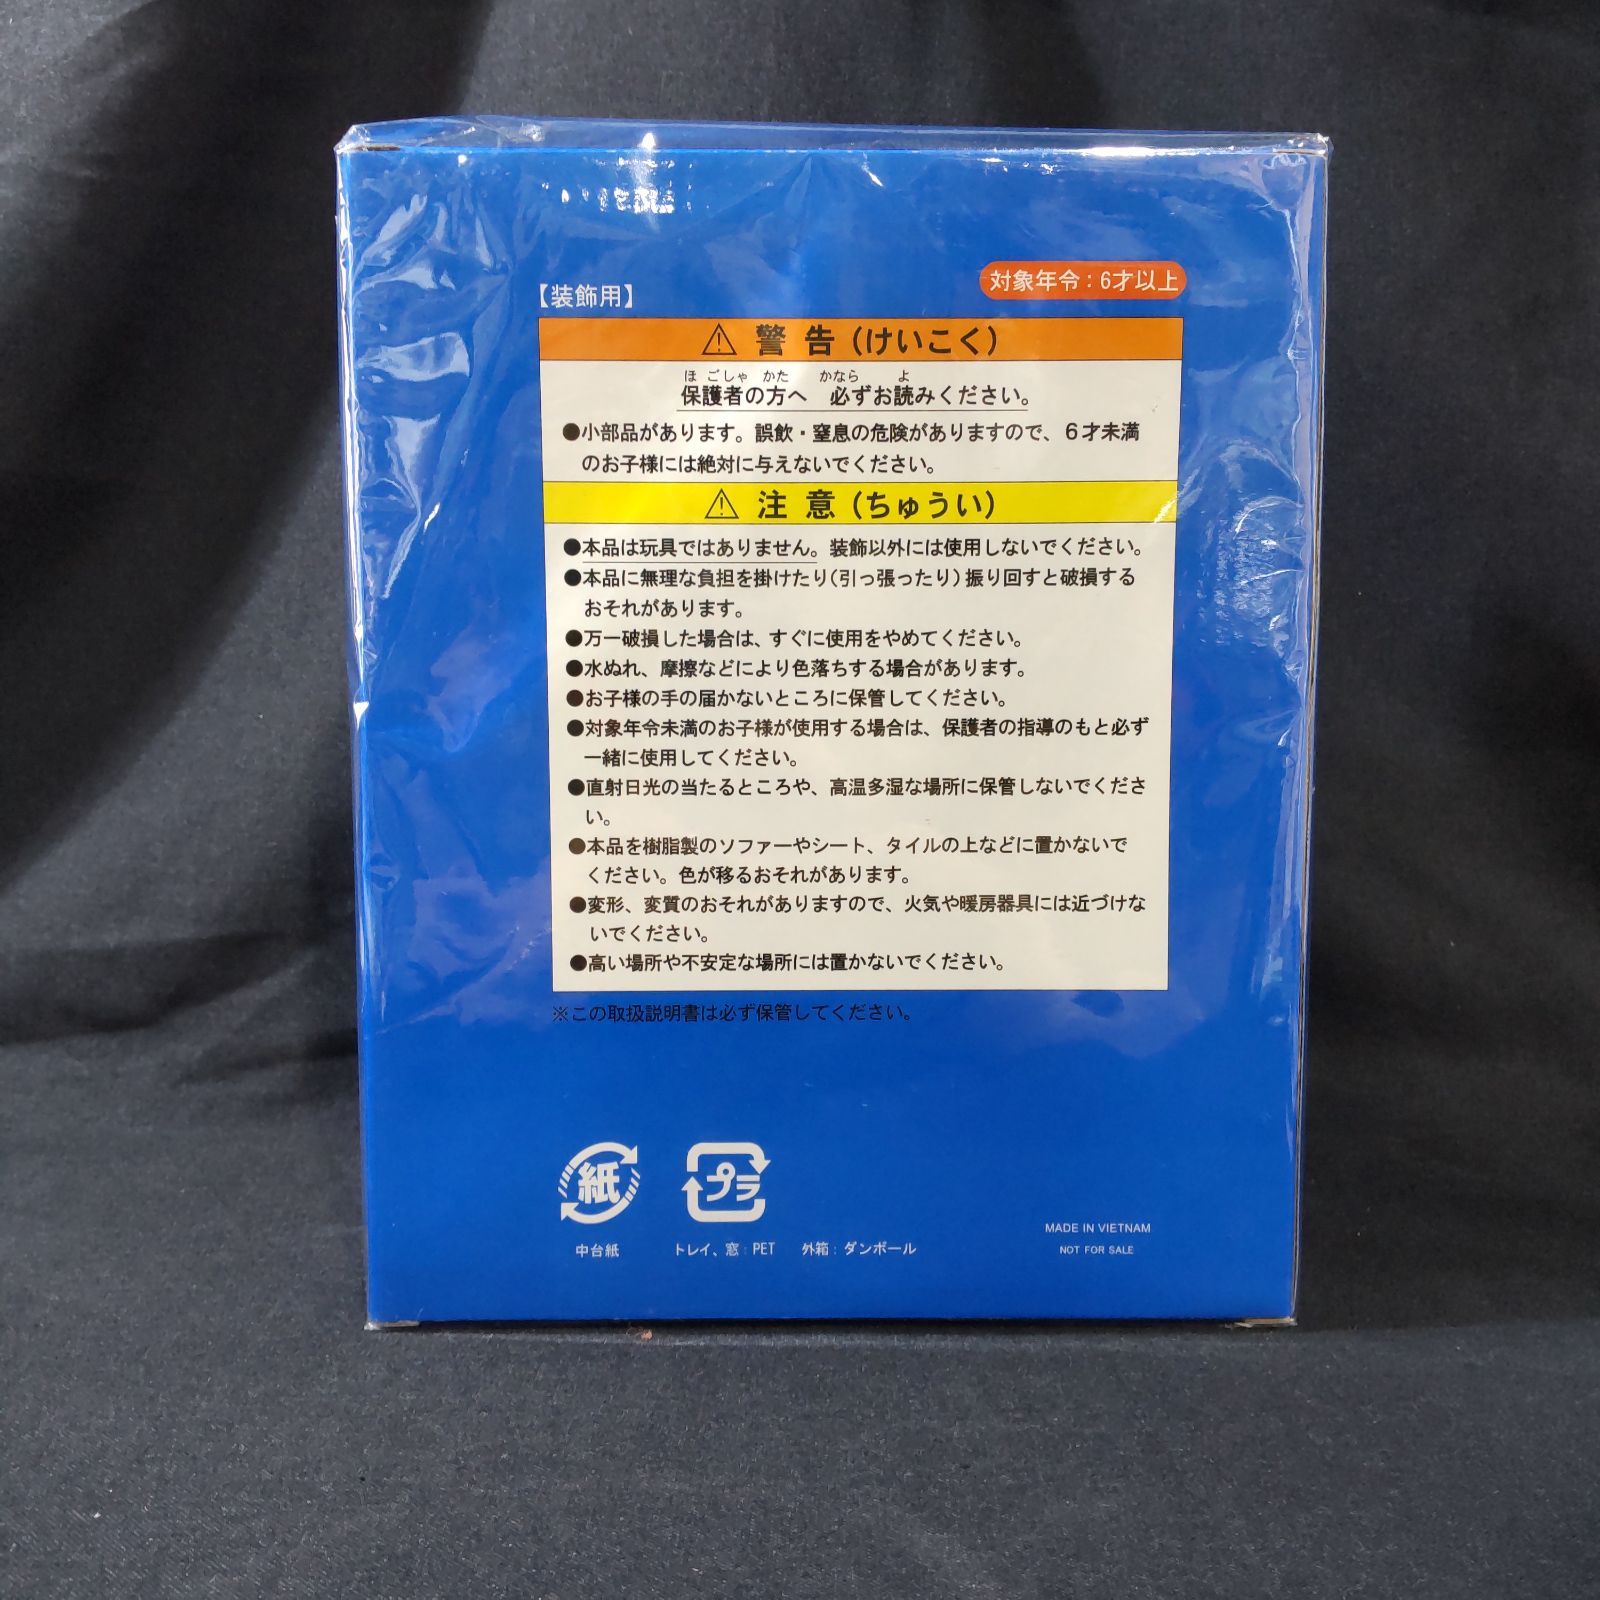 対象年令：6才以上
【装飾用】
⚠ 警告（けいこく）
ほごしゃ かた かなら よ
保護者の方へ 必ずお読みください。
●小部品があります。誤飲・窒息の危険がありますので、６才未満
のお子様には絶対に与えないでください。
⚠ 注意（ちゅうい）
●本品は玩具ではありません。装飾以外には使用しないでください。
●本品に無理な負担を掛けたり（引っ張ったり）振り回すと破損する
おそれがあります。
●万一破損した場合は、すぐに使用をやめてください。
●水ぬれ、摩擦などにより色落ちする場合があります。
●お子様の手の届かないところに保管してください。
●対象年令未満のお子様が使用する場合は、保護者の指導のもと必ず
一緒に使用してください。
●直射日光の当たるところや、高温多湿な場所に保管しないでくださ
い。
●本品を樹脂製のソファーやシート、タイルの上などに置かないで
ください。色が移るおそれがあります。
●変形、変質のおそれがありますので、火気や暖房器具には近づけな
いでください。
●高い場所や不安定な場所には置かないでください。
※この取扱説明書は必ず保管してください。
紙 プラ
中台紙 トレイ、窓：PET 外箱：ダンボール
MADE IN VIETNAM
NOT FOR SALE